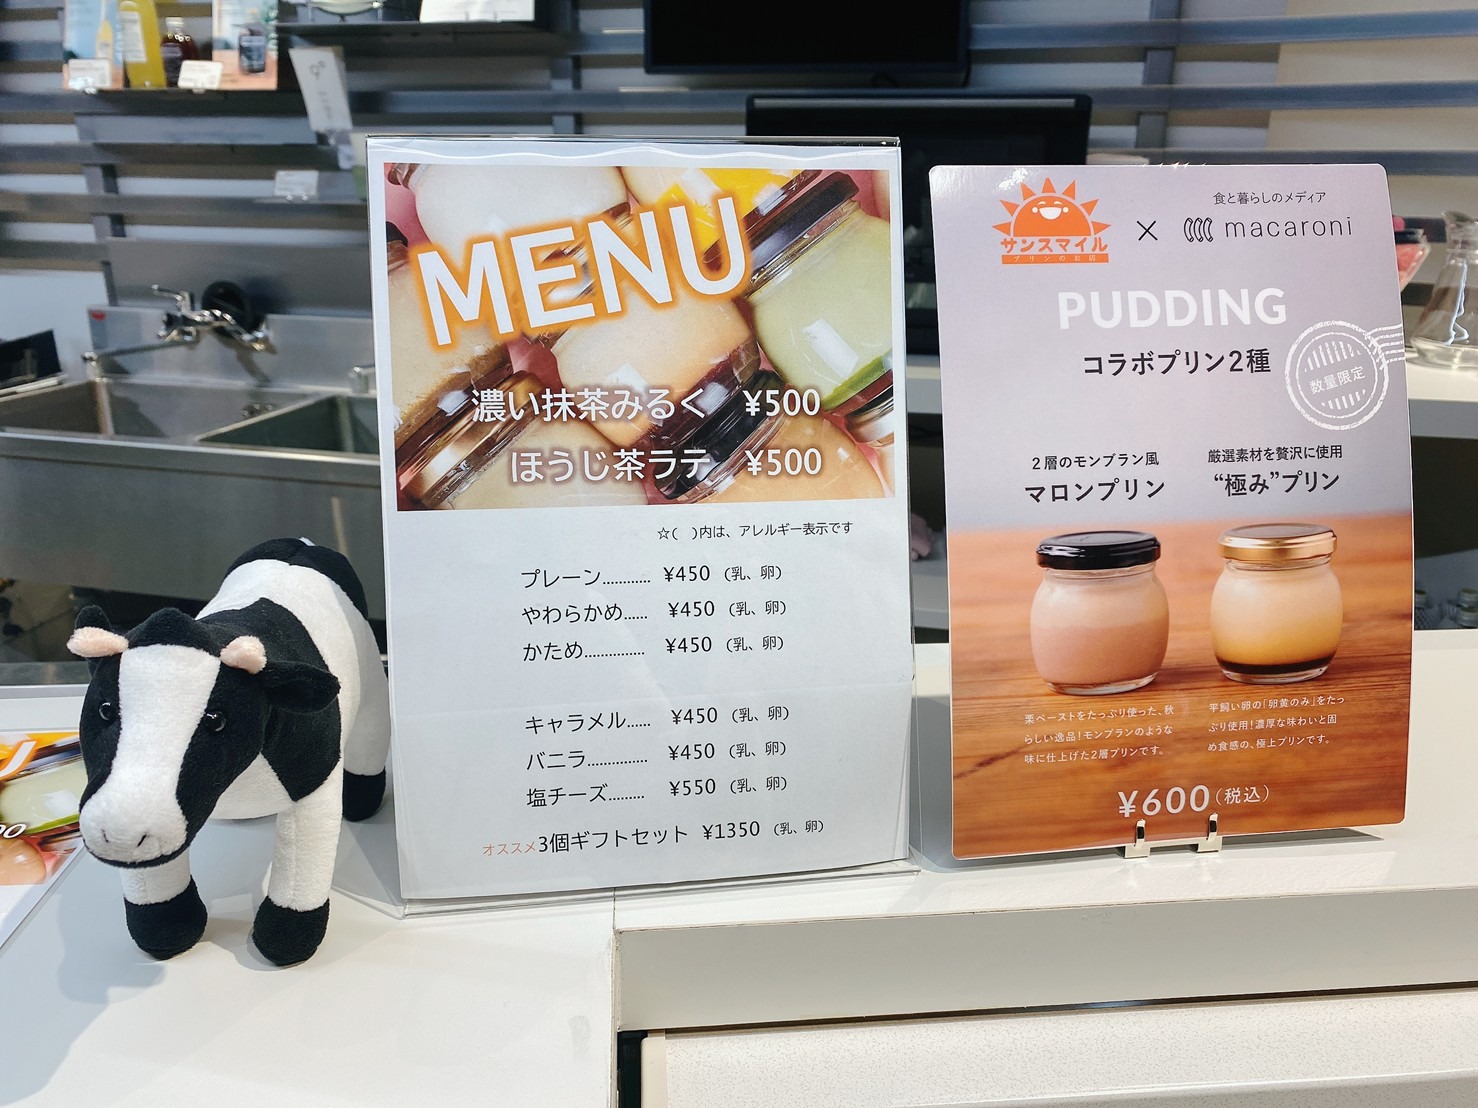 MENU
濃い抹茶みるく ¥500
ほうじ茶ラテ ¥500
☆( )内は、アレルギー表示です
プレーン............ ¥450 (乳、卵)
やわらかめ...... ¥450 (乳、卵)
かため............... ¥450 (乳、卵)
キャラメル...... ¥450 (乳、卵)
バニラ............... ¥450 (乳、卵)
塩チーズ......... ¥550 (乳、卵)
オススメ3個ギフトセット ¥1350 (乳、卵)
サンスマイル
プリンのお店
×
食と暮らしのメディア
macaroni
PUDDING
コラボプリン2種
数量限定
2層のモンブラン風
マロンプリン
厳選素材を贅沢に使用
“極み”プリン
栗ペーストをたっぷり使った、秋
らしい逸品！モンブランのような
味に仕上げた2層プリンです。
平飼い卵の「卵黄のみ」をたっ
ぷり使用！濃厚な味わいと固
め食感の、極上プリンです。
¥600(税込)